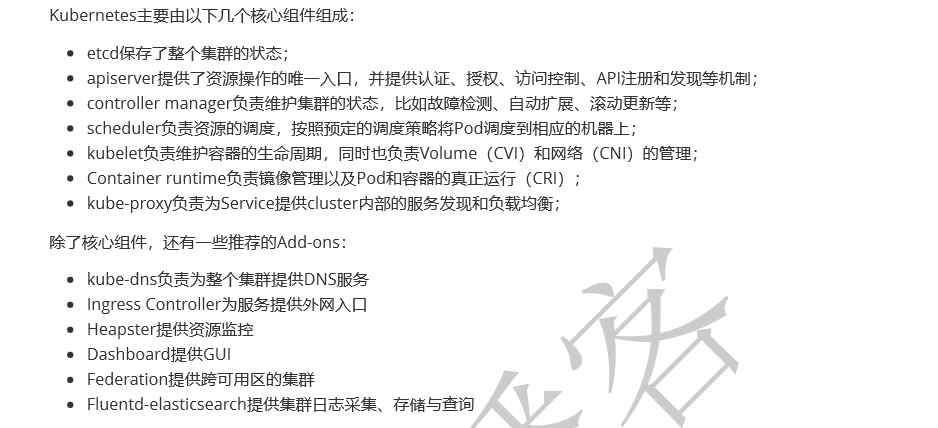 Kubernetes主要由以下几个核心组件组成：
etcd保存了整个集群的状态；
apiserver提供了资源操作的唯一入口，并提供认证、授权、访问控制、API注册和发现等机制；
controller manager负责维护集群的状态，比如故障检测、自动扩展、滚动更新等；
scheduler负责资源的调度，按照预定的调度策略将Pod调度到相应的机器上；
kubelet负责维护容器的生命周期，同时也负责Volume（CVI）和网络（CNI）的管理；
Container runtime负责镜像管理以及Pod和容器的真正运行（CRI）；
kube-proxy负责为Service提供cluster内部的服务发现和负载均衡；
除了核心组件，还有一些推荐的Add-ons：
kube-dns负责为整个集群提供DNS服务
Ingress Controller为服务提供外网入口
Heapster提供资源监控
Dashboard提供GUI
Federation提供跨可用区的集群
Fluentd-elasticsearch提供集群日志采集、存储与查询
客